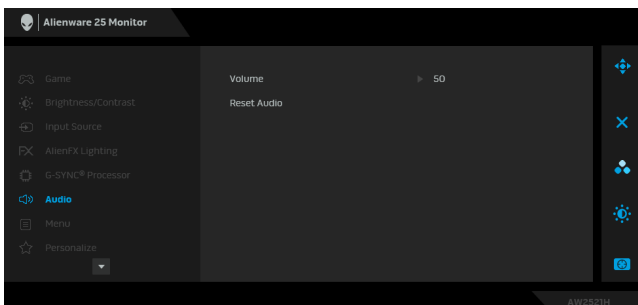 Alienware 25 Monitor
Game
Volume 50
Brightness/Contrast
Reset Audio
Input Source
FX AlienFX Lighting
G-SYNC® Processor
Audio
Menu
Personalize
AW2521H